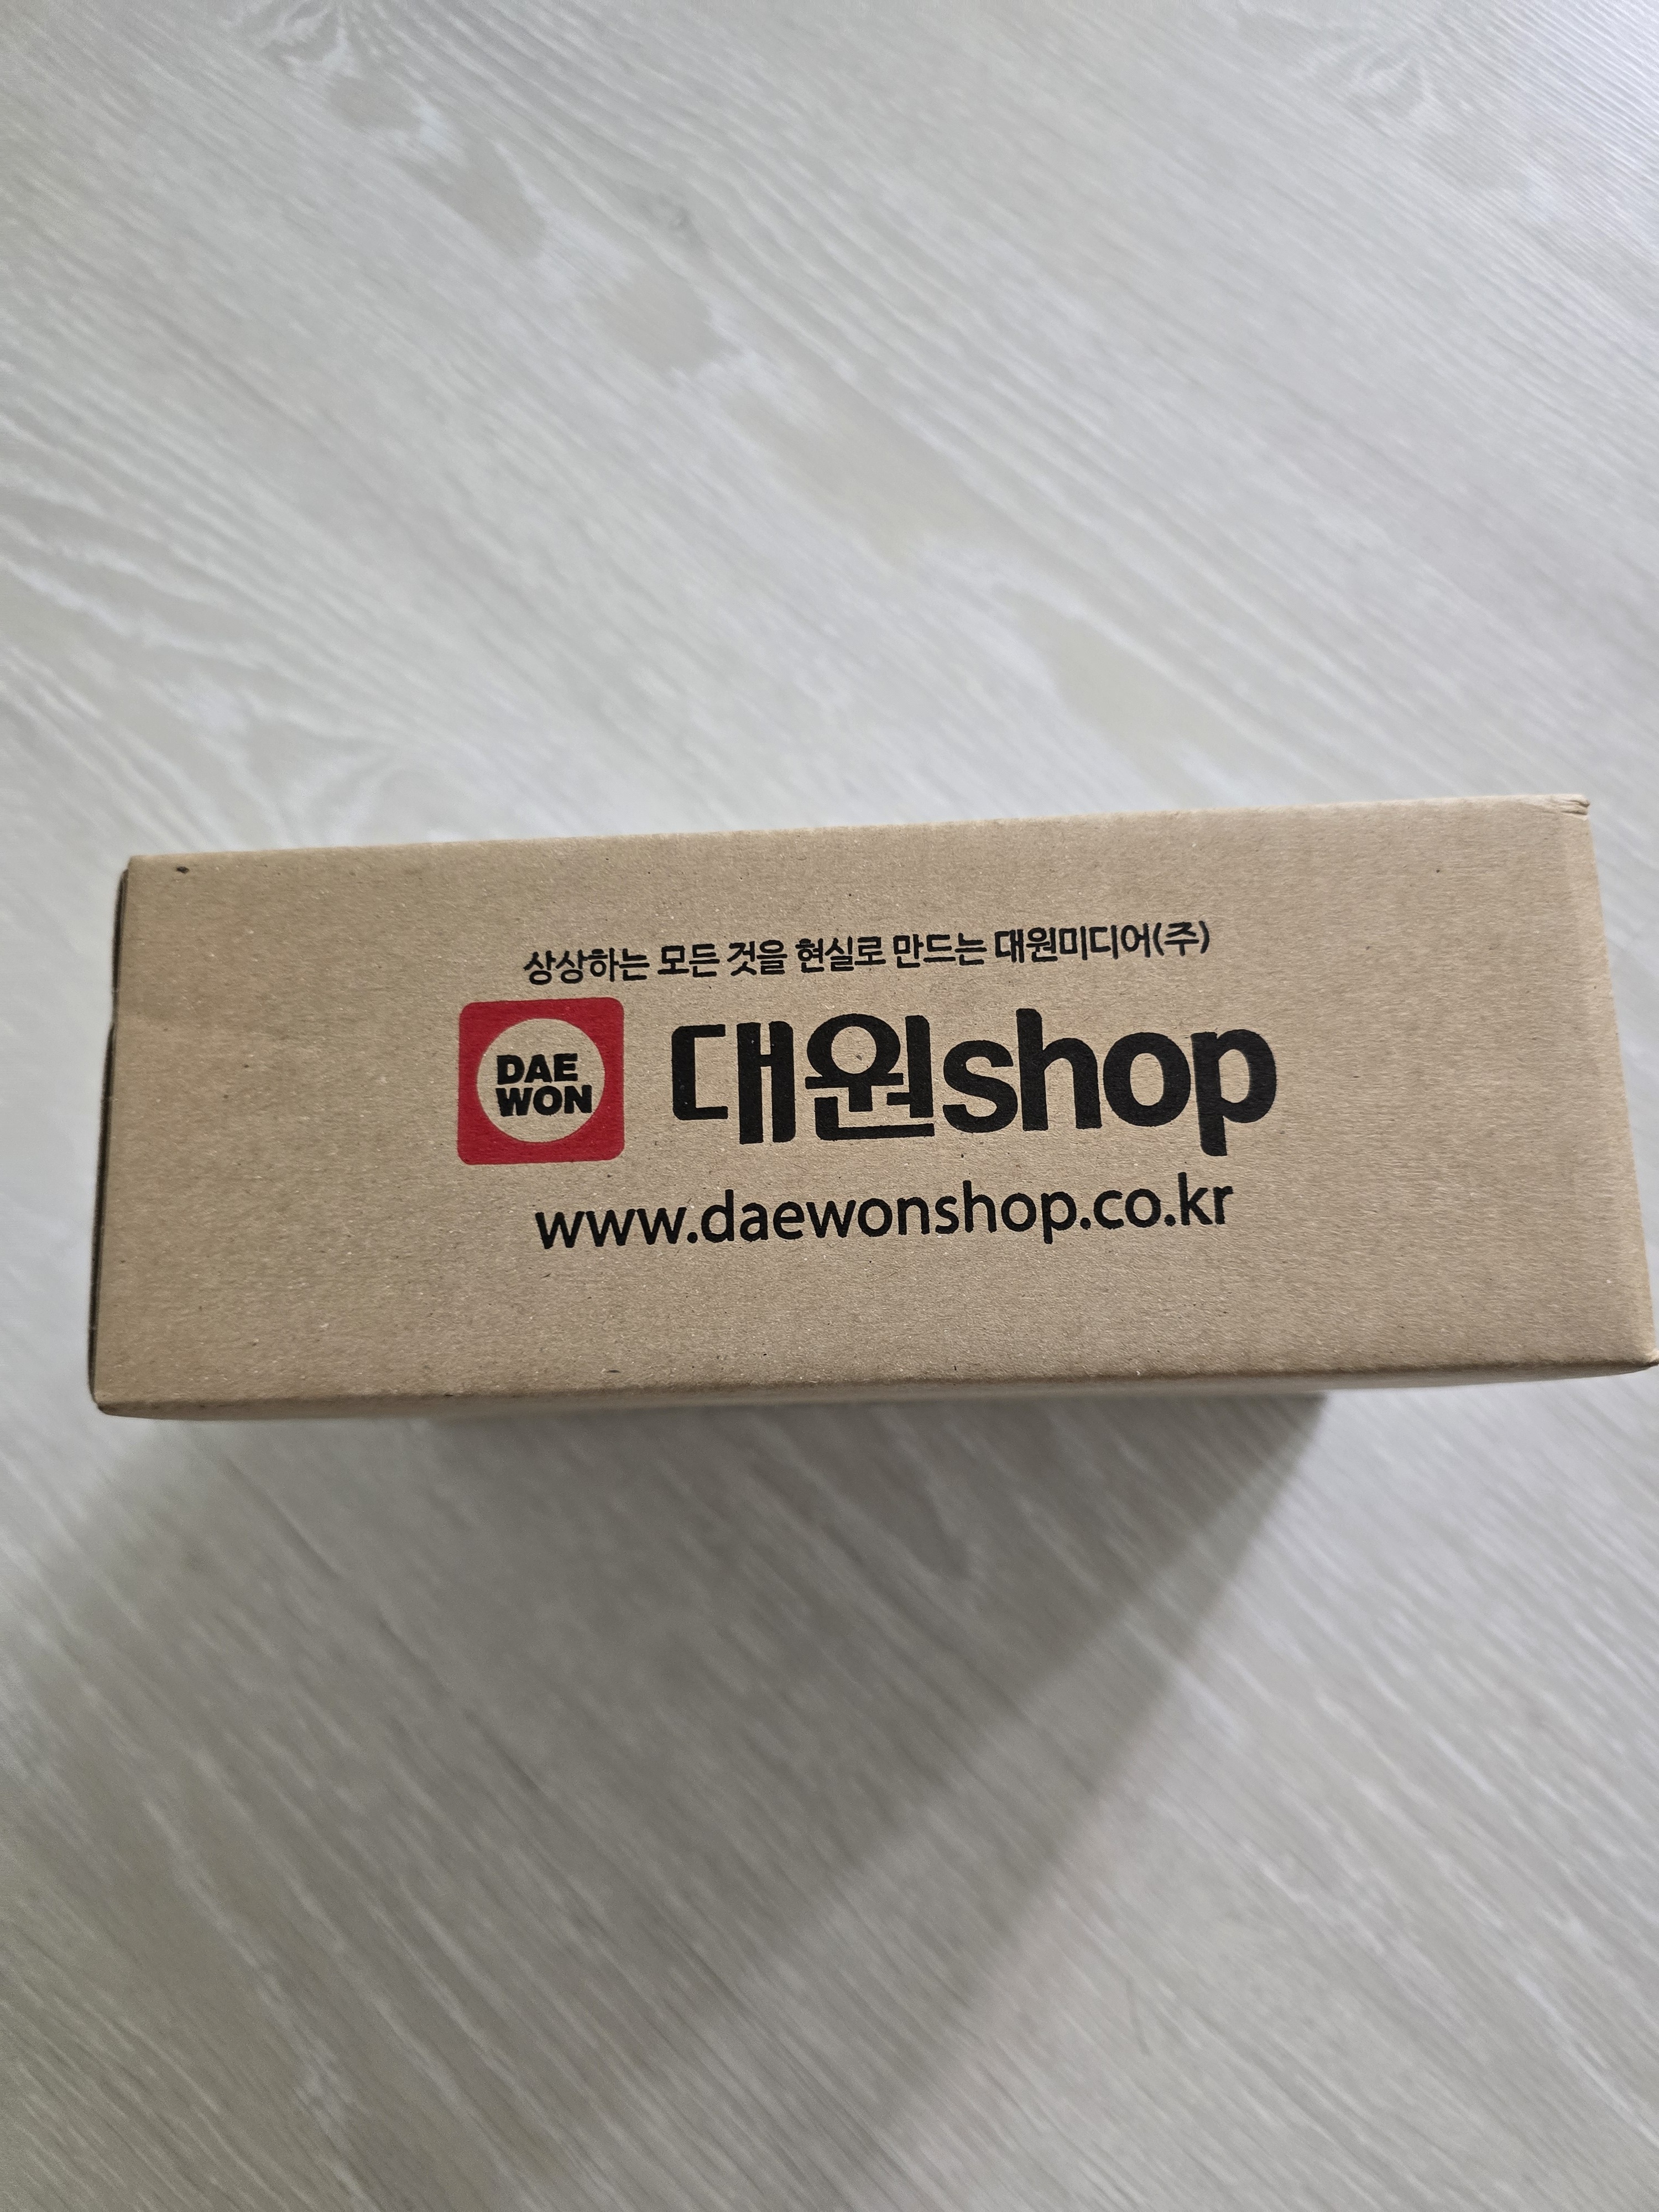 상상하는 모든 것을 현실로 만드는 대원미디어(주)
DAE
WON
대원shop
www.daewonshop.co.kr